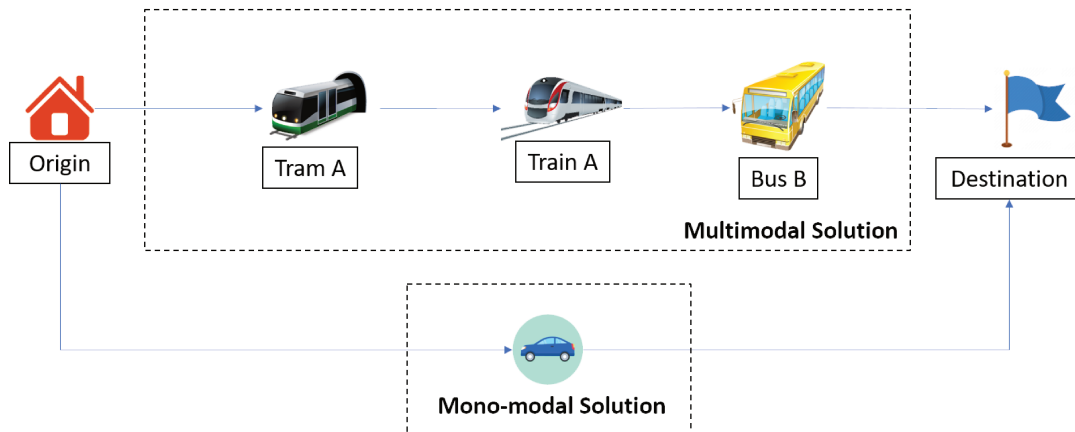 Origin
Tram A
Train A
Bus B
Destination
Multimodal Solution
Mono-modal Solution